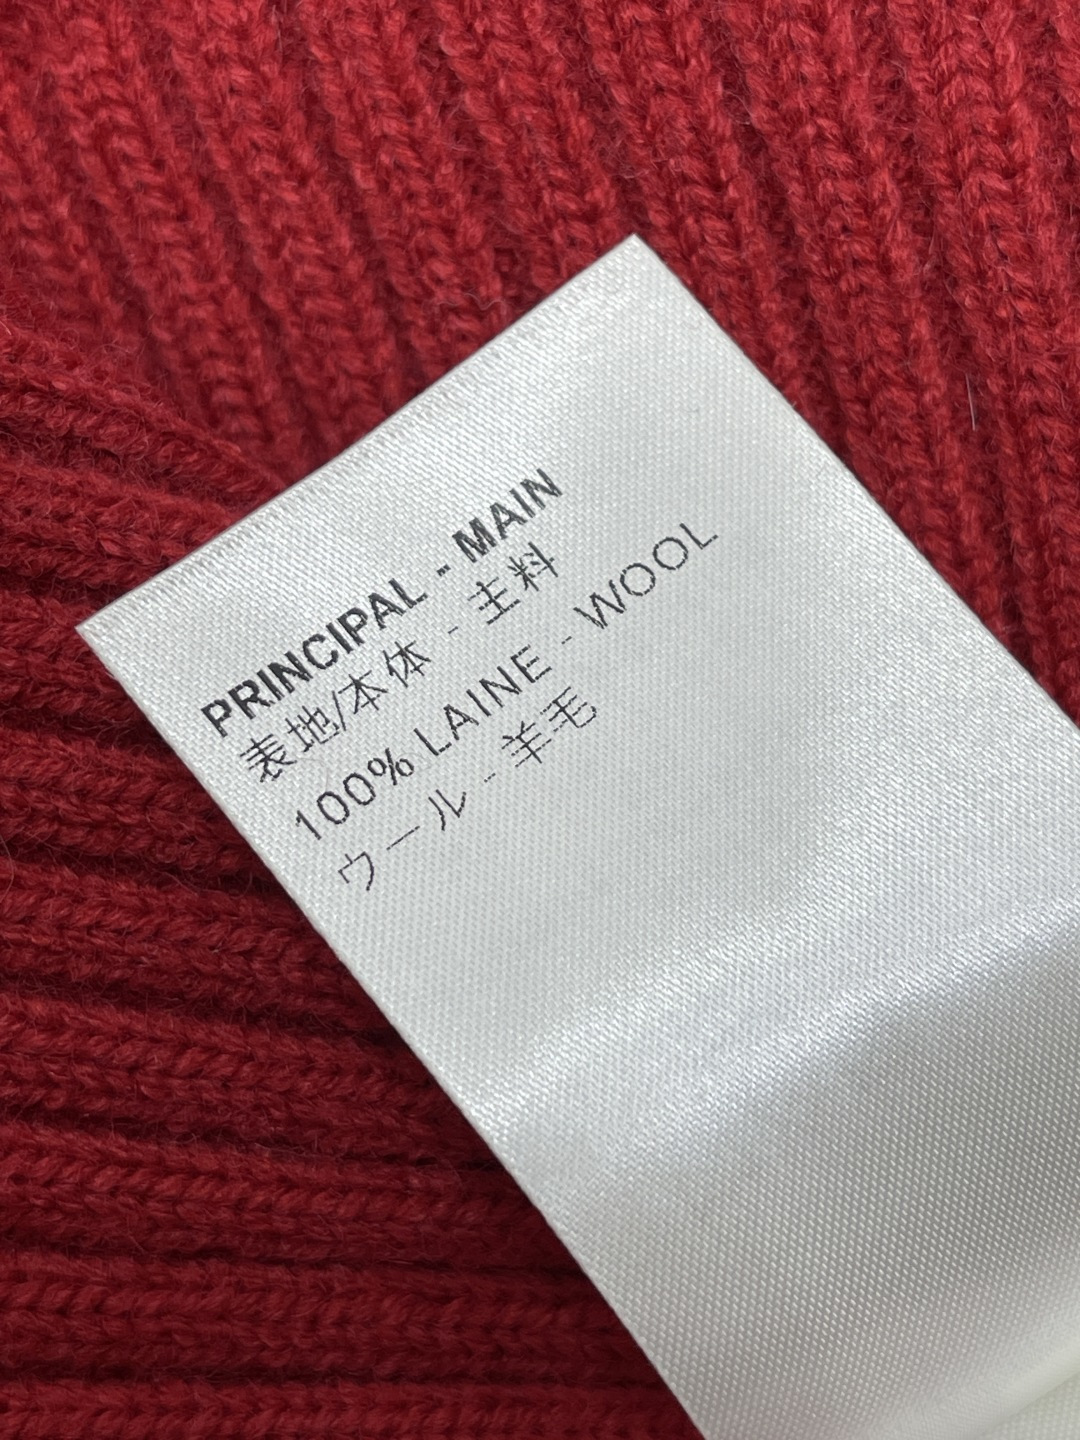 PRINCIPAL - MAIN
表地/本体 - 主料
100% LAINE - WOOL
ウール - 羊毛